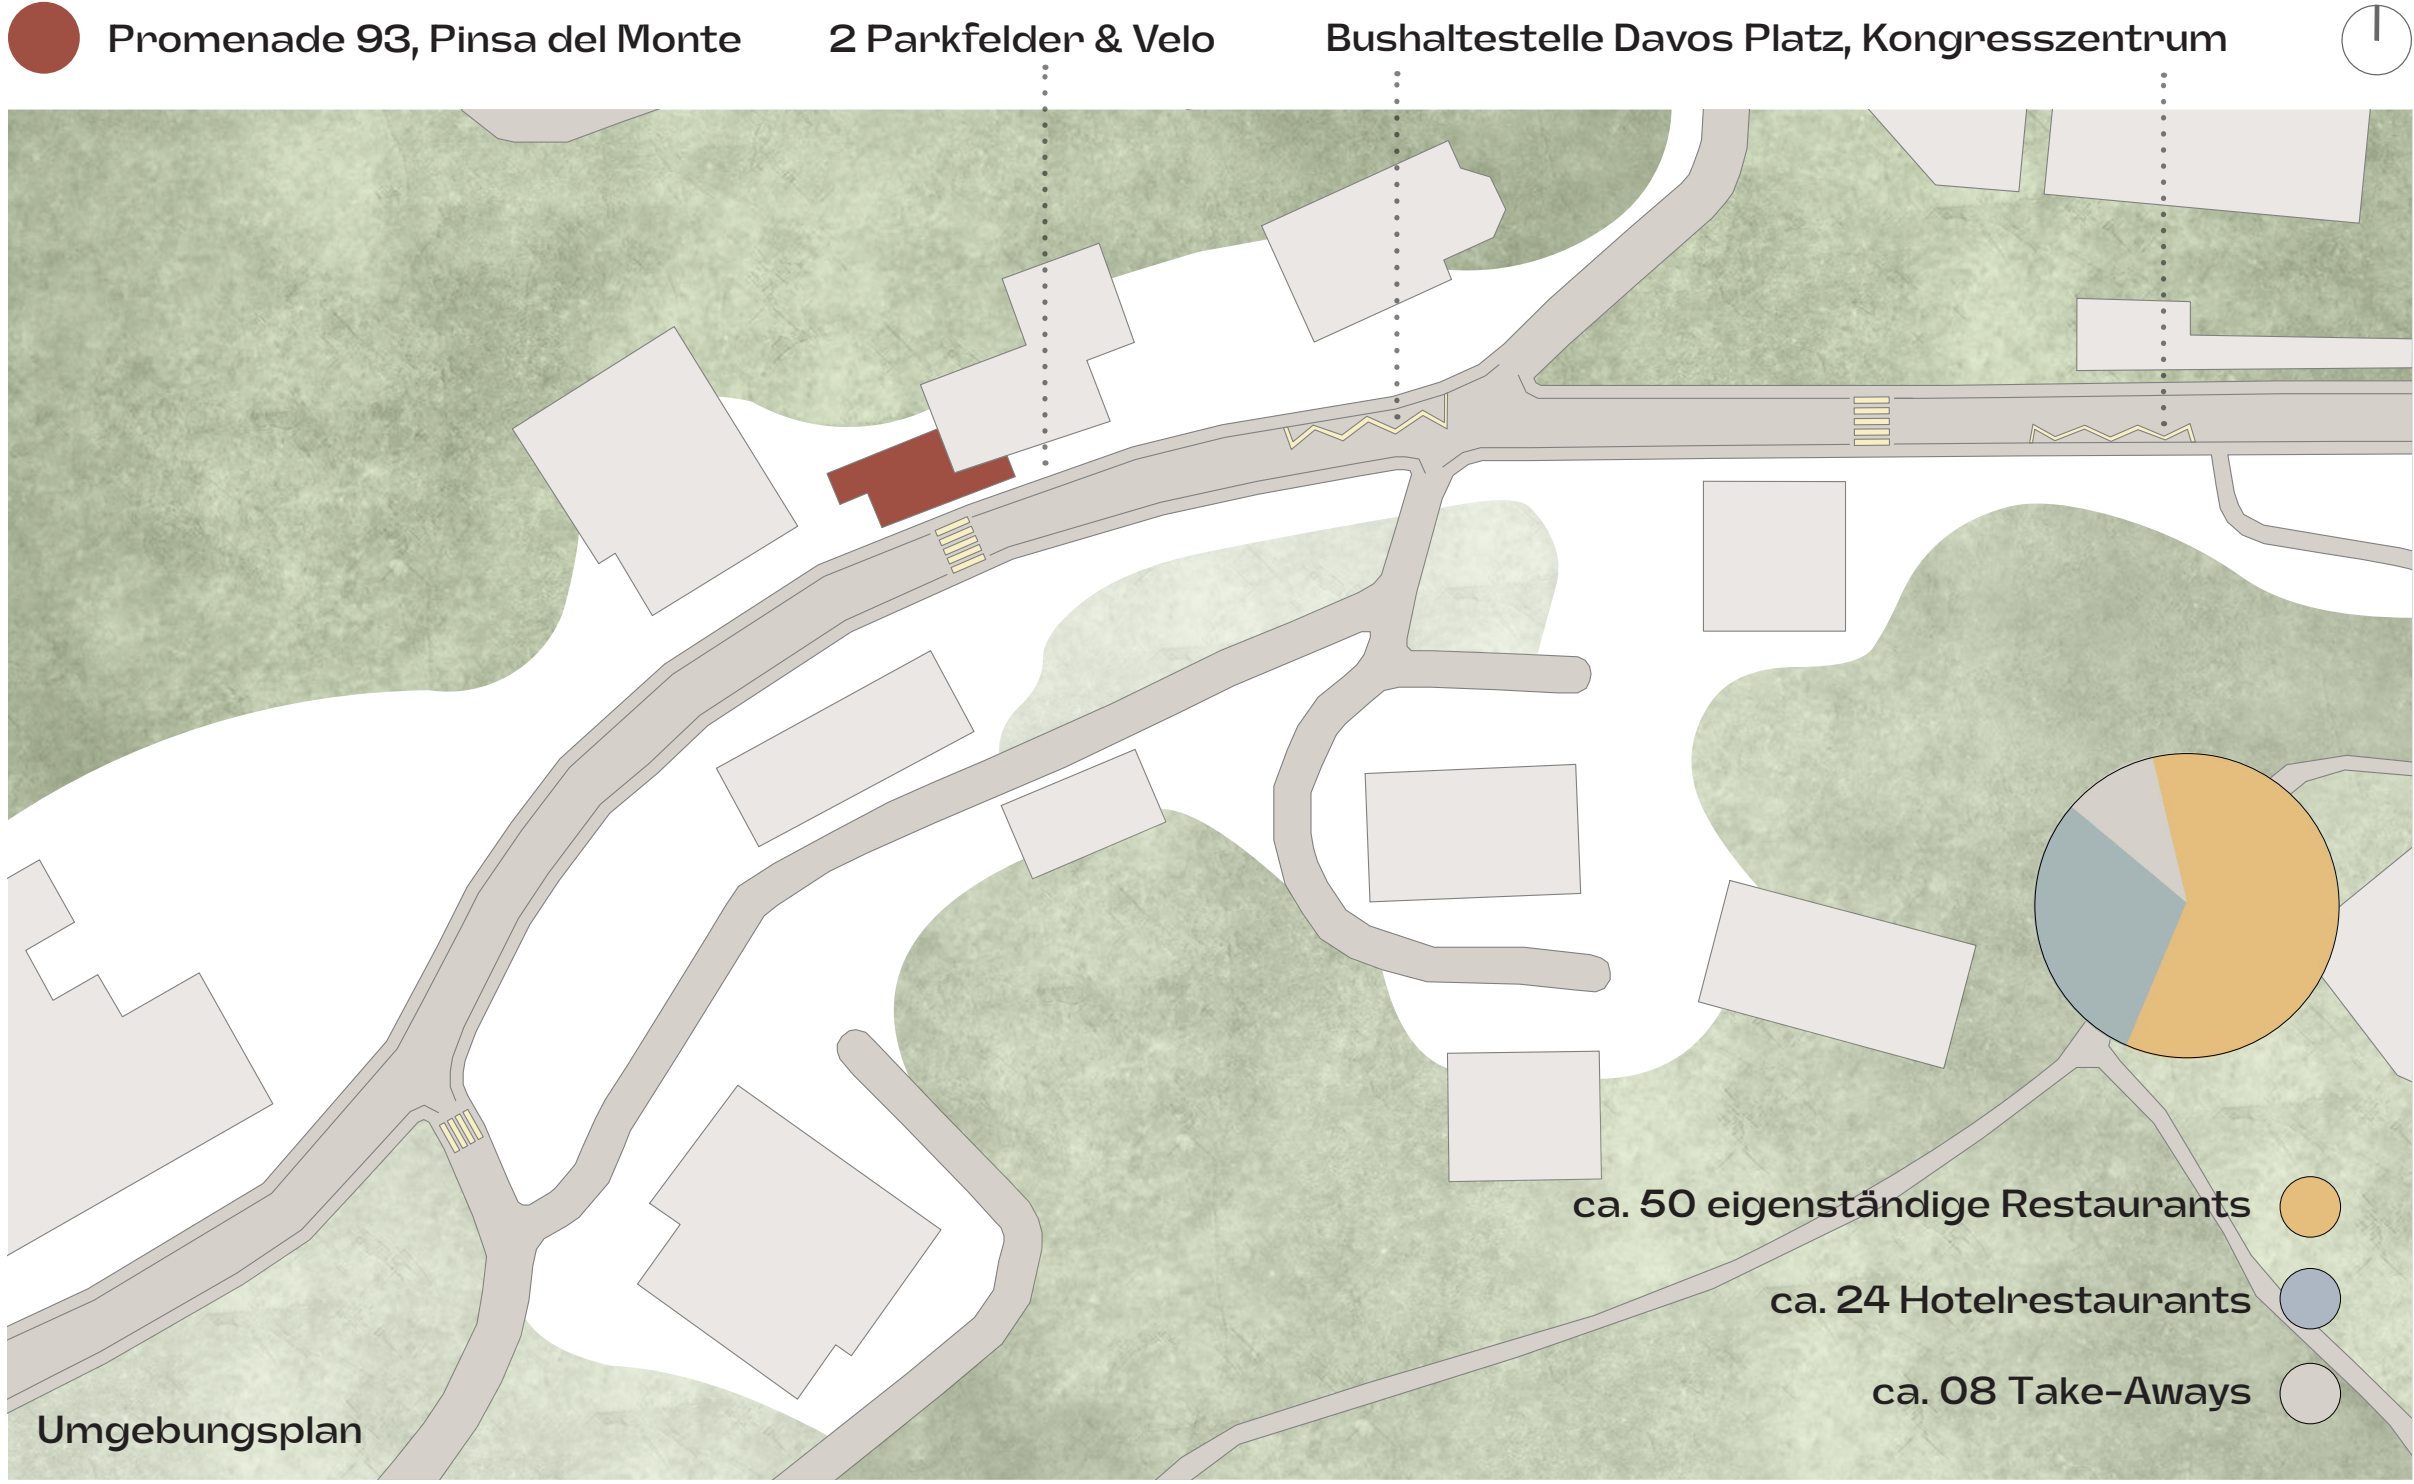 Promenade 93, Pinsa del Monte
2 Parkfelder & Velo
Bushaltestelle Davos Platz, Kongresszentrum
ca. 50 eigenständige Restaurants
ca. 24 Hotelrestaurants
ca. 08 Take-Aways
Umgebungsplan